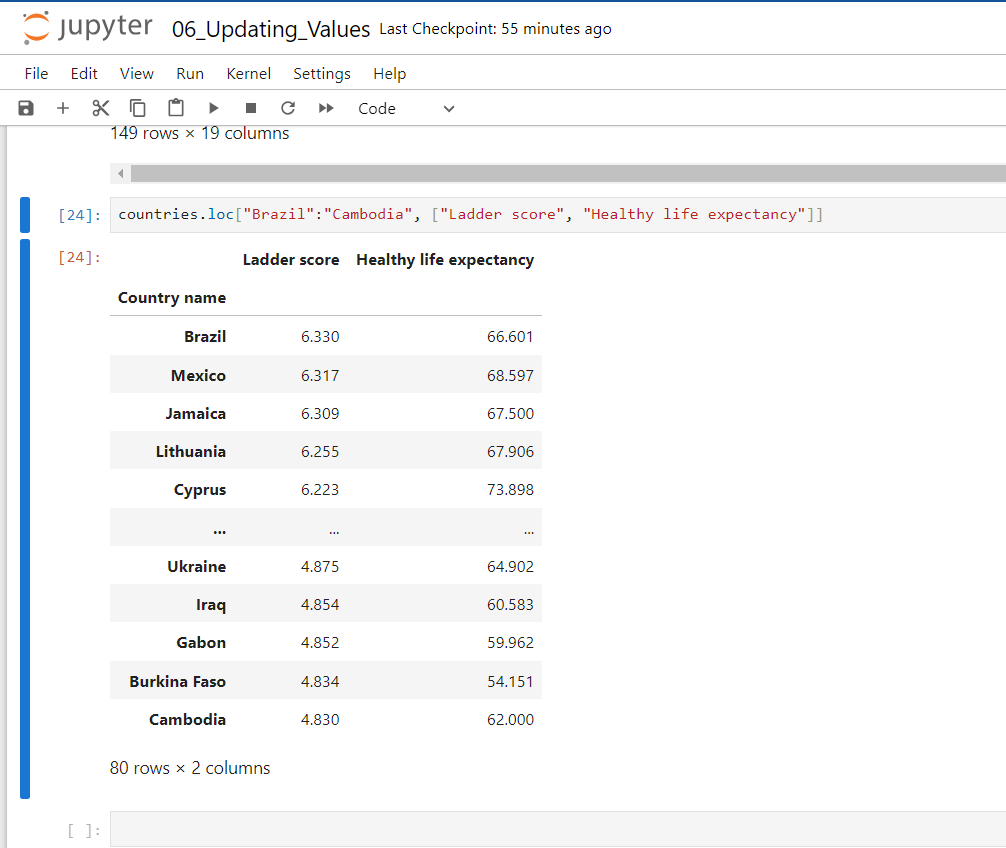 jupyter 06_Updating_Values Last Checkpoint: 55 minutes ago
File Edit View Run Kernel Settings Help
Code
149 rows × 19 columns
[24]: countries.loc["Brazil":"Cambodia", ["Ladder score", "Healthy life expectancy"]]
[24]: Ladder score Healthy life expectancy
Country name
Brazil 6.330 66.601
Mexico 6.317 68.597
Jamaica 6.309 67.500
Lithuania 6.255 67.906
Cyprus 6.223 73.898
... ... ...
Ukraine 4.875 64.902
Iraq 4.854 60.583
Gabon 4.852 59.962
Burkina Faso 4.834 54.151
Cambodia 4.830 62.000
80 rows × 2 columns
[ ]: